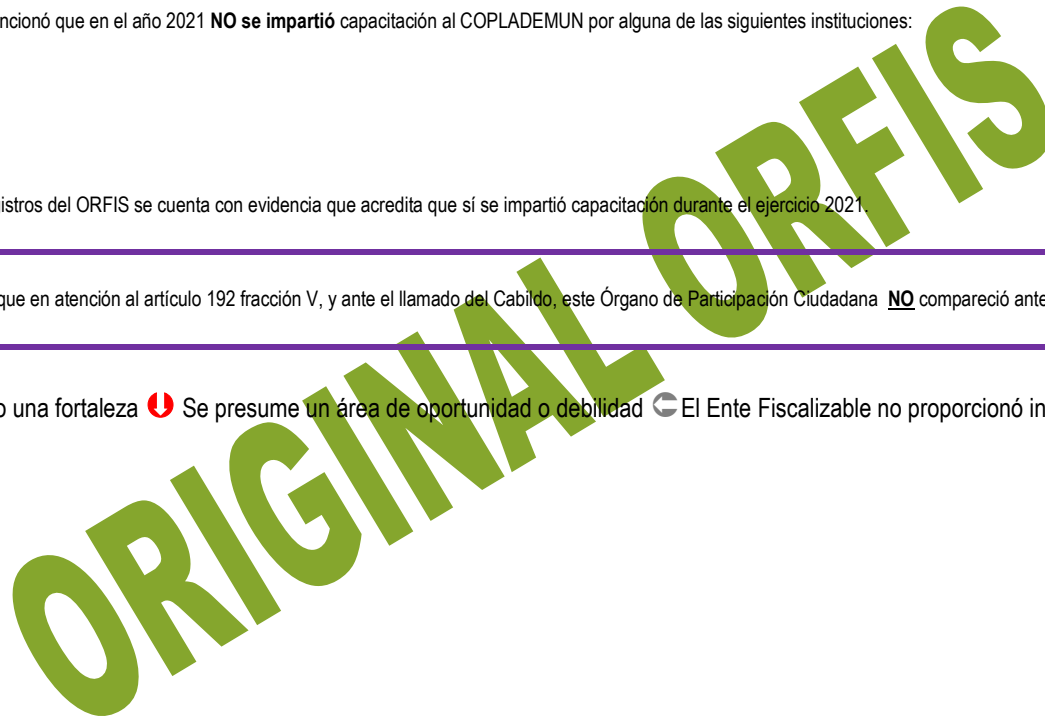 ncionó que en el año 2021 NO se impartió capacitación al COPLADEMUN por alguna de las siguientes instituciones:
istros del ORFIS se cuenta con evidencia que acredita que sí se impartió capacitación durante el ejercicio 2021.
que en atención al artículo 192 fracción V, y ante el llamado del Cabildo, este Órgano de Participación Ciudadana NO compareció ante
o una fortaleza Se presume un área de oportunidad o debilidad El Ente Fiscalizable no proporcionó in
ORIGINAL ORFIS